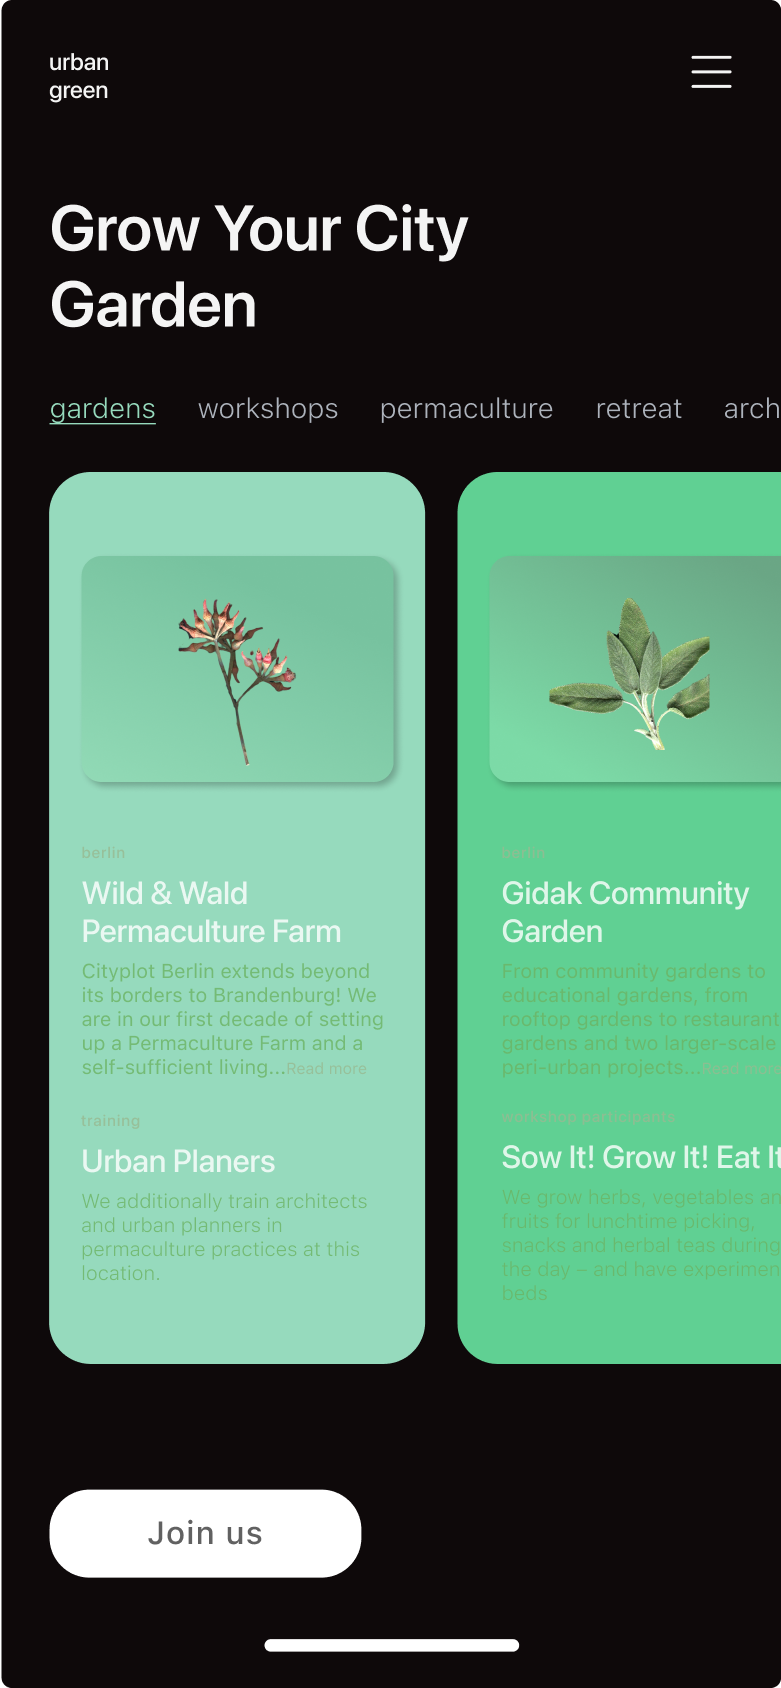 urban
green
Grow Your City
Garden
gardens workshops permaculture retreat arch
berlin
Wild & Wald
Permaculture Farm
Cityplot Berlin extends beyond
its borders to Brandenburg! We
are in our first decade of setting
up a Permaculture Farm and a
self-sufficient living...Read more
training
Urban Planers
We additionally train architects
and urban planners in
permaculture practices at this
location.
berlin
Gidak Community
Garden
From community gardens to
educational gardens, from
rooftop gardens to restaurant
gardens and two larger-scale
peri-urban projects...
Sow It! Grow It! Eat It
We grow herbs, vegetables an
fruits for lunchtime picking,
snacks and herbal teas during
the day – and have experimen
beds
Join us